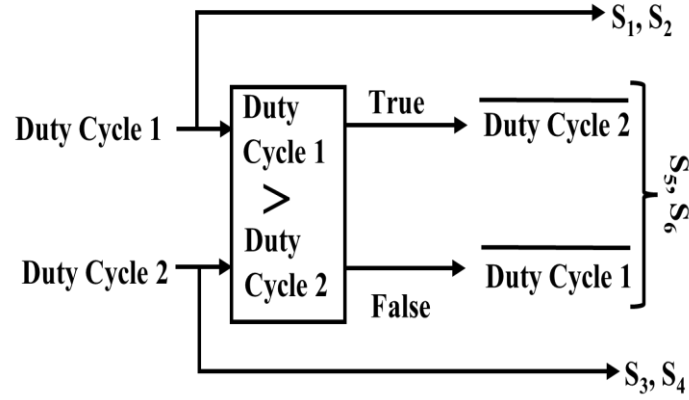 S₁, S₂
Duty Cycle 1
Duty
Cycle 1
>
Duty
Cycle 2
True
Duty Cycle 2
S₅, S₆
Duty Cycle 2
False
Duty Cycle 1
S₃, S₄